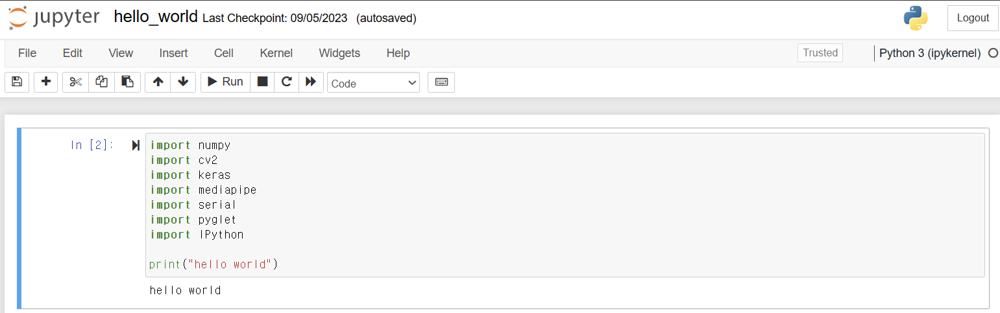 jupyter hello_world Last Checkpoint: 09/05/2023 (autosaved) Logout
File Edit View Insert Cell Kernel Widgets Help Trusted Python 3 (ipykernel)
Run Code
In [2]: import numpy
import cv2
import keras
import mediapipe
import serial
import pyglet
import IPython
print("hello world")
hello world